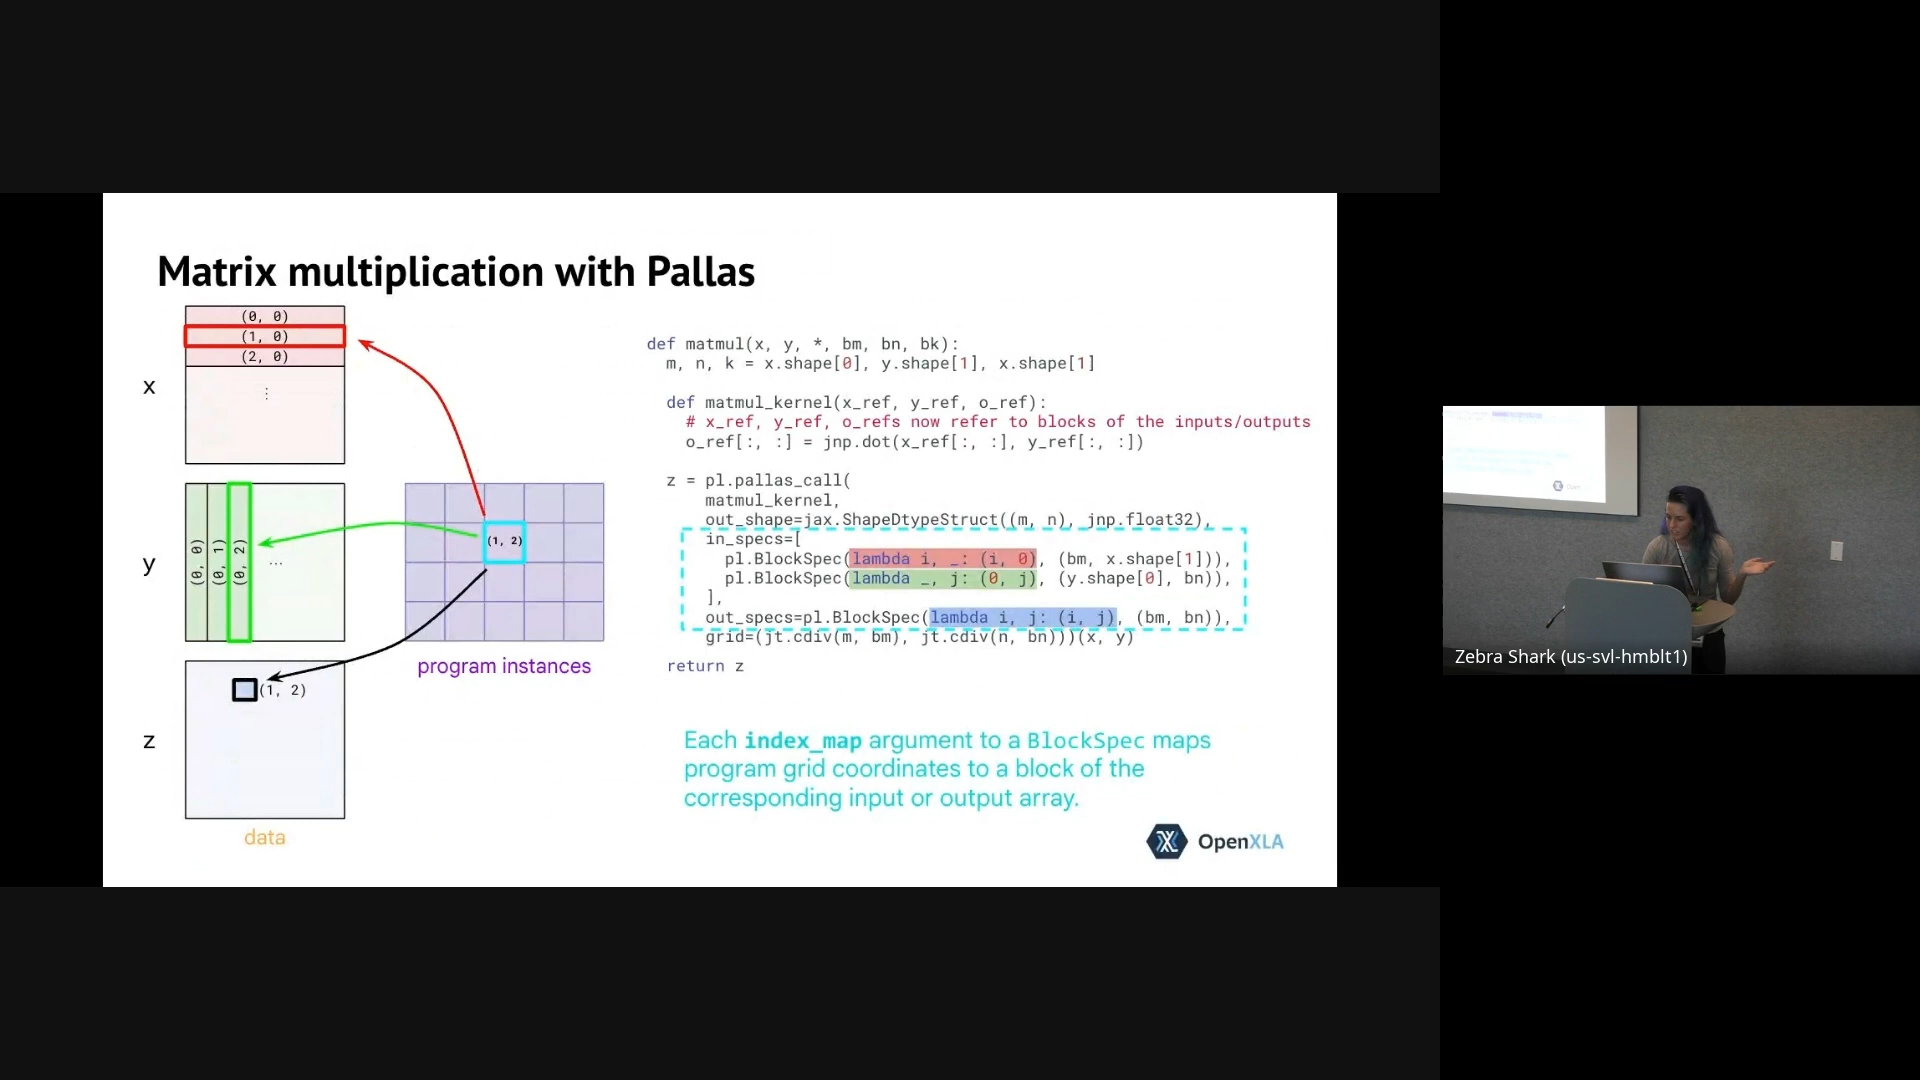 Matrix multiplication with Pallas
x
(0, 0)
(1, 0)
(2, 0)
⋮
y
(0, 0)
(0, 1)
(0, 2)
...
z
(1, 2)
data
(1, 2)
program instances
def matmul(x, y, *, bm, bn, bk):
m, n, k = x.shape[0], y.shape[1], x.shape[1]
def matmul_kernel(x_ref, y_ref, o_ref):
# x_ref, y_ref, o_refs now refer to blocks of the inputs/outputs
o_ref[:, :] = jnp.dot(x_ref[:, :], y_ref[:, :])
z = pl.pallas_call(
matmul_kernel,
out_shape=jax.ShapeDtypeStruct((m, n), jnp.float32),
in_specs=[
pl.BlockSpec(lambda i, _: (i, 0), (bm, x.shape[1])),
pl.BlockSpec(lambda _, j: (0, j), (y.shape[0], bn)),
],
out_specs=pl.BlockSpec(lambda i, j: (i, j), (bm, bn)),
grid=(jt.cdiv(m, bm), jt.cdiv(n, bn)))(x, y)
return z
Each index_map argument to a BlockSpec maps
program grid coordinates to a block of the
corresponding input or output array.
OpenXLA
Zebra Shark (us-svl-hmblt1)